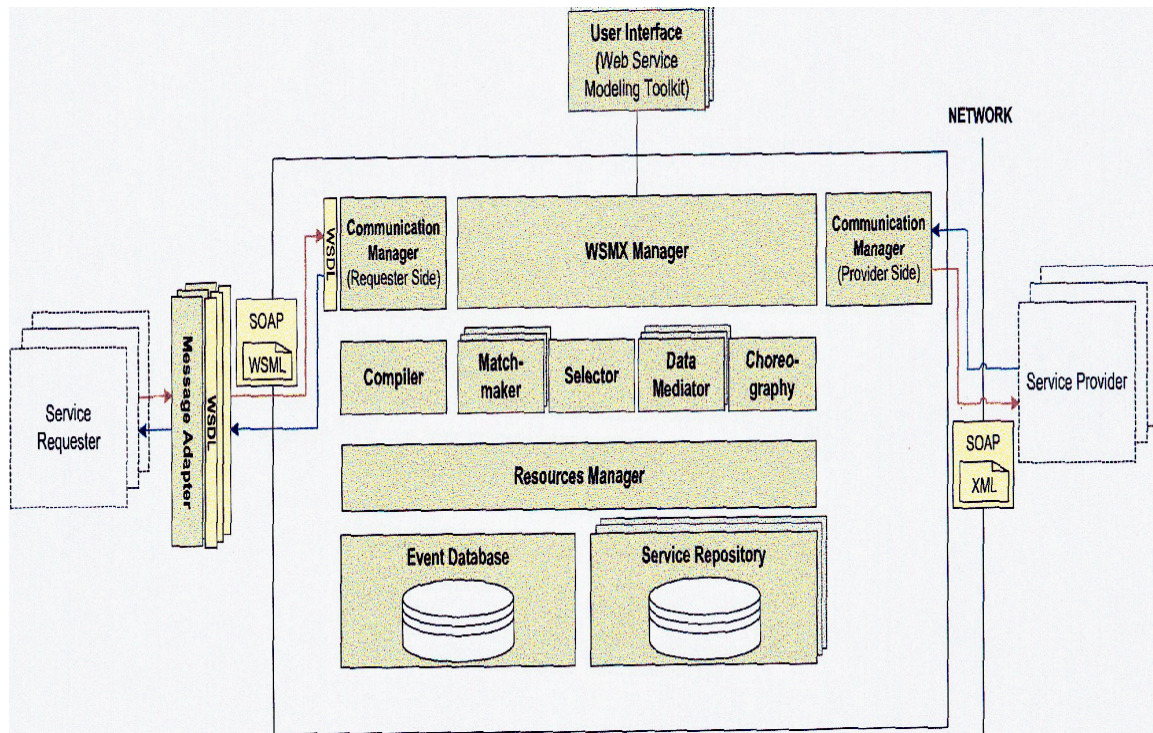 User Interface
(Web Service
Modeling Toolkit)
NETWORK
WSDL
Communication
Manager
(Requester Side)
WSMX Manager
Communication
Manager
(Provider Side)
SOAP
WSML
Message Adapter
WSDL
Service
Requester
Compiler
Match-
maker
Selector
Data
Mediator
Choreo-
graphy
Service Provider
SOAP
XML
Resources Manager
Event Database
Service Repository